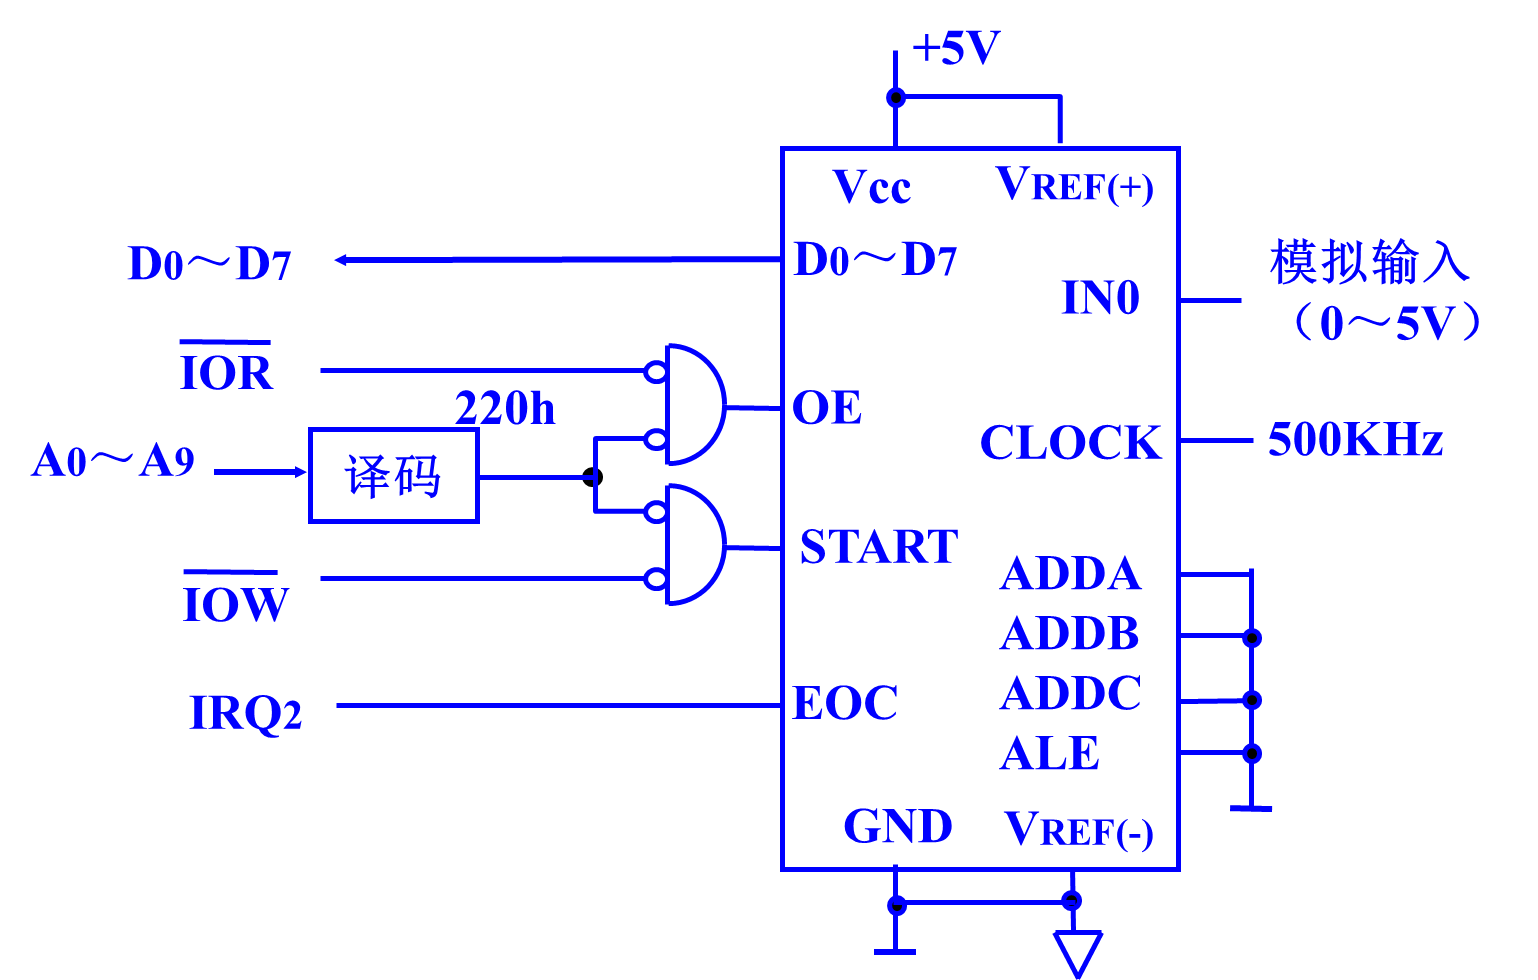 +5V
Vcc
VREF(+)
D0～D7
D0～D7
IN0
模拟输入
（0～5V）
IOR
220h
OE
CLOCK
500KHz
A0～A9
译码
START
IOW
ADDA
ADDB
ADDC
IRQ2
EOC
ALE
GND
VREF(-)